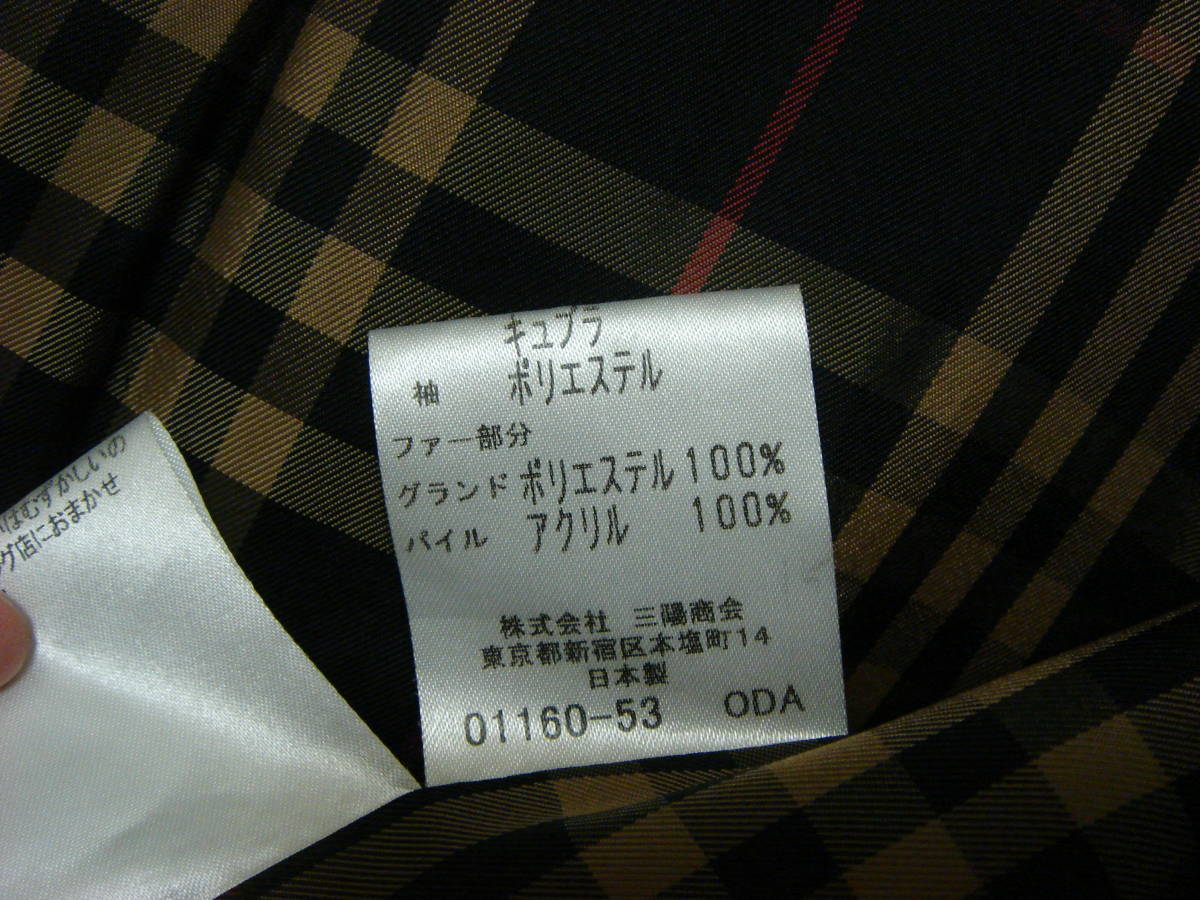 キュプラ
袖 ポリエステル
ファー部分
グランド ポリエステル 100%
パイル アクリル 100%
株式会社 三陽商会
東京都新宿区本塩町14
日本製
01160-53 ODA
はむずかしいの
グ店におまかせ